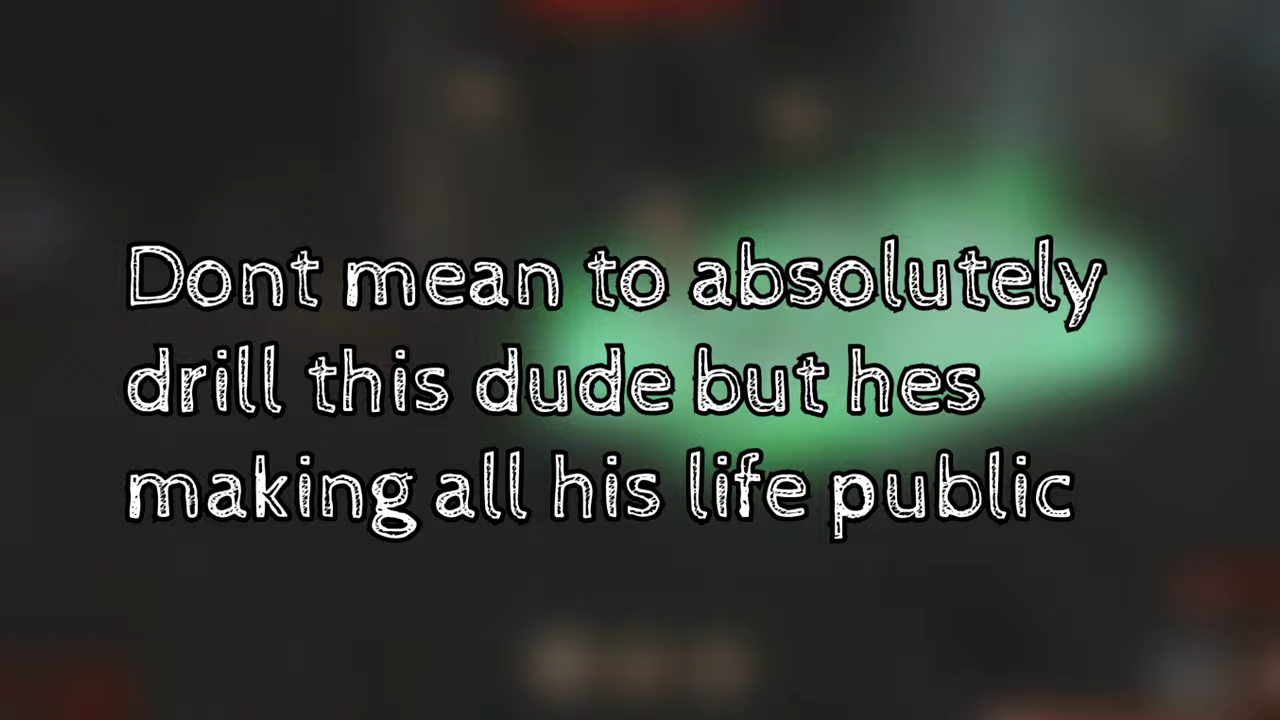 Dont mean to absolutely
drill this dude but hes
making all his life public